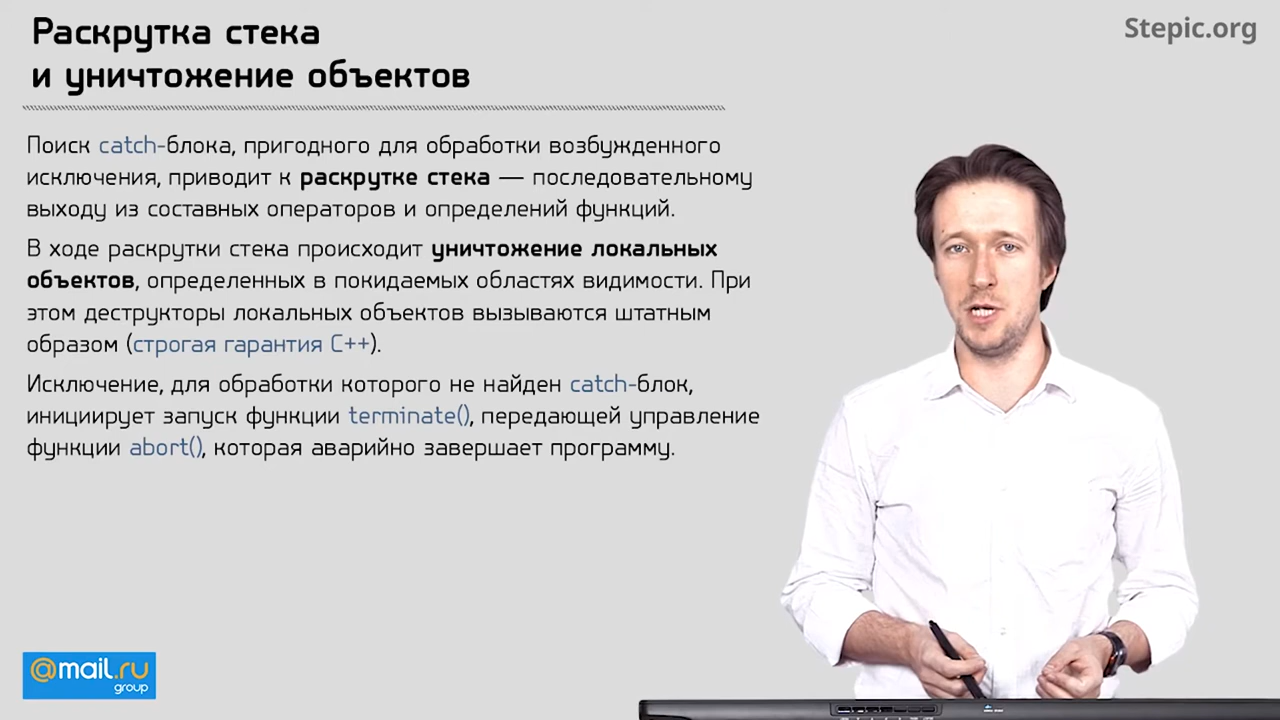 Раскрутка стека
и уничтожение объектов
Stepic.org
Поиск catch-блока, пригодного для обработки возбужденного
исключения, приводит к раскрутке стека — последовательному
выходу из составных операторов и определений функций.
В ходе раскрутки стека происходит уничтожение локальных
объектов, определенных в покидаемых областях видимости. При
этом деструкторы локальных объектов вызываются штатным
образом (строгая гарантия C++).
Исключение, для обработки которого не найден catch-блок,
инициирует запуск функции terminate(), передающей управление
функции abort(), которая аварийно завершает программу.
@mail.ru
group